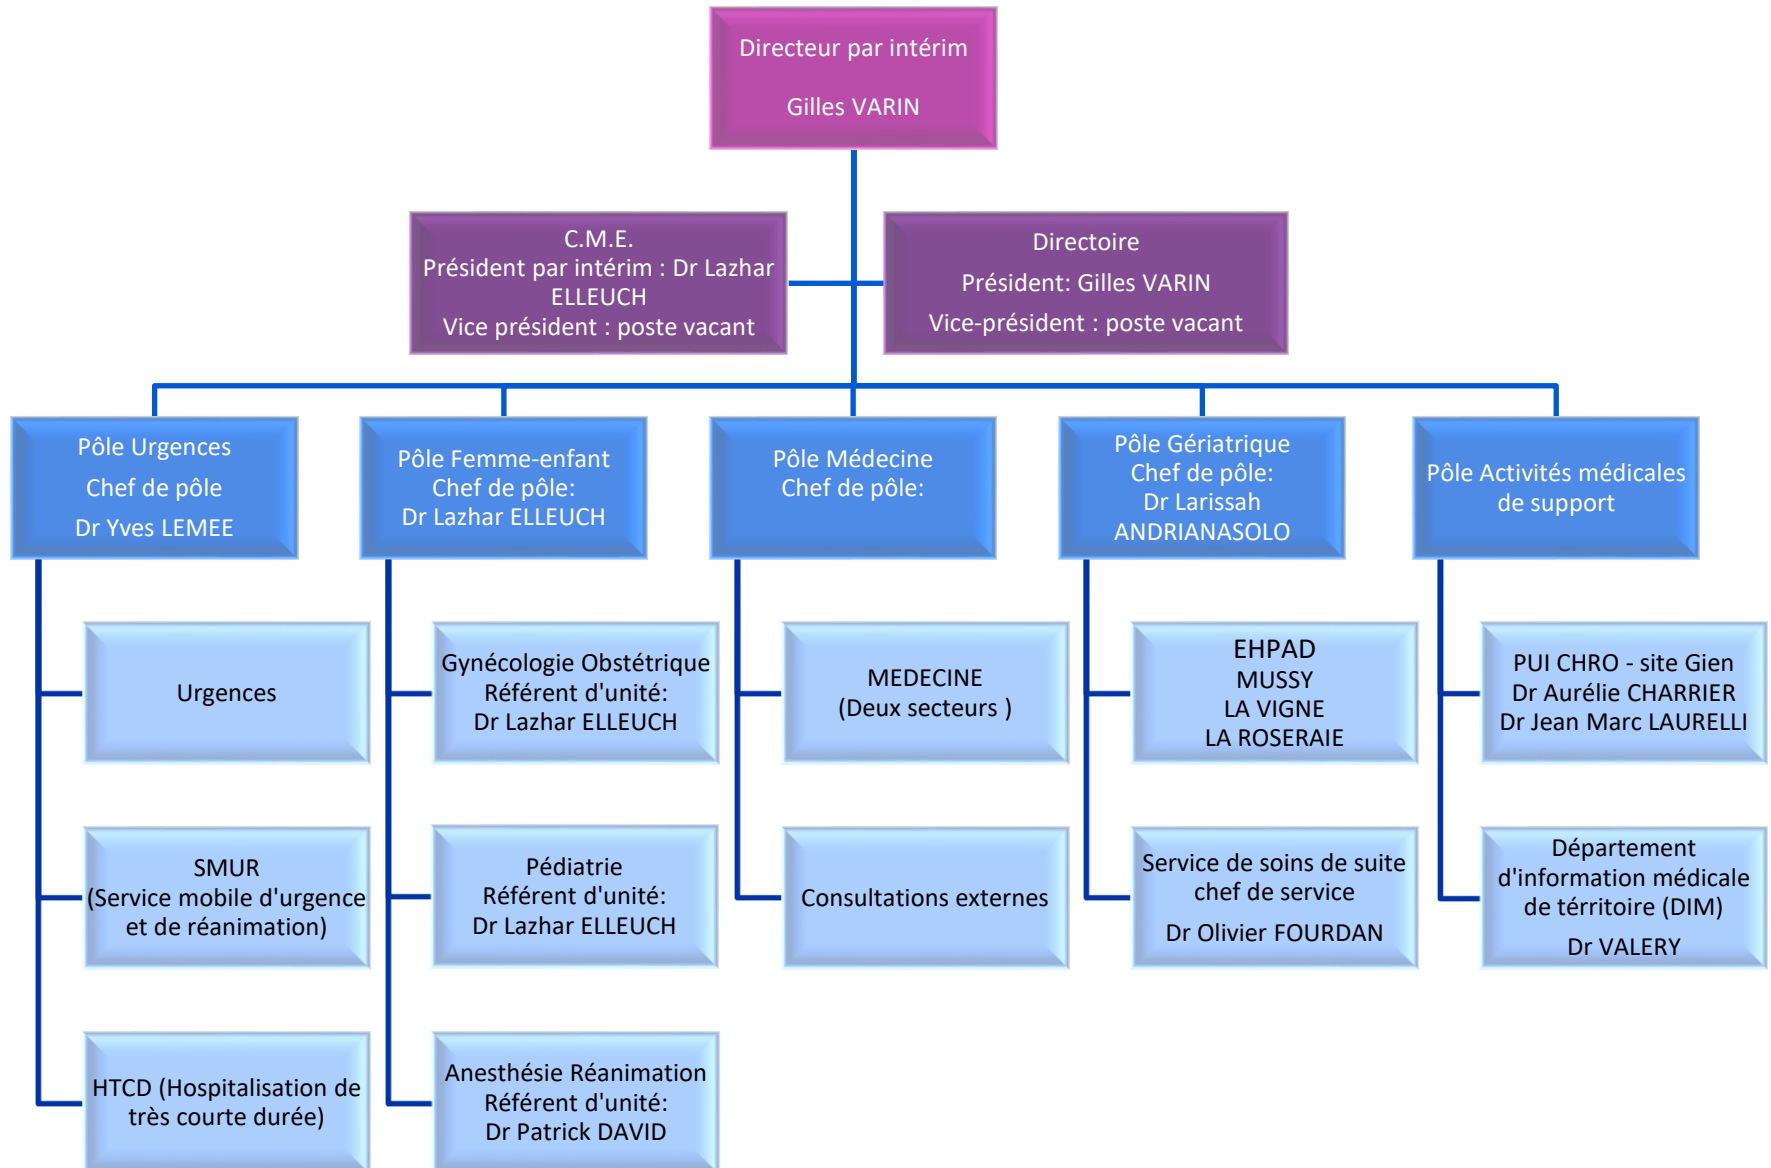 Directeur par intérim
Gilles VARIN
C.M.E.
Président par intérim : Dr Lazhar
ELLEUCH
Vice président : poste vacant
Directoire
Président: Gilles VARIN
Vice-président : poste vacant
Pôle Urgences
Chef de pôle
Dr Yves LEMEE
Pôle Femme-enfant
Chef de pôle:
Dr Lazhar ELLEUCH
Pôle Médecine
Chef de pôle:
Pôle Gériatrique
Chef de pôle:
Dr Larissah
ANDRIANASOLO
Pôle Activités médicales
de support
Urgences
Gynécologie Obstétrique
Référent d'unité:
Dr Lazhar ELLEUCH
MEDECINE
(Deux secteurs )
EHPAD
MUSSY
LA VIGNE
LA ROSERAIE
PUI CHRO - site Gien
Dr Aurélie CHARRIER
Dr Jean Marc LAURELLI
SMUR
(Service mobile d'urgence
et de réanimation)
Pédiatrie
Référent d'unité:
Dr Lazhar ELLEUCH
Consultations externes
Service de soins de suite
chef de service
Dr Olivier FOURDAN
Département
d'information médicale
de térritoire (DIM)
Dr VALERY
HTCD (Hospitalisation de
très courte durée)
Anesthésie Réanimation
Référent d'unité:
Dr Patrick DAVID